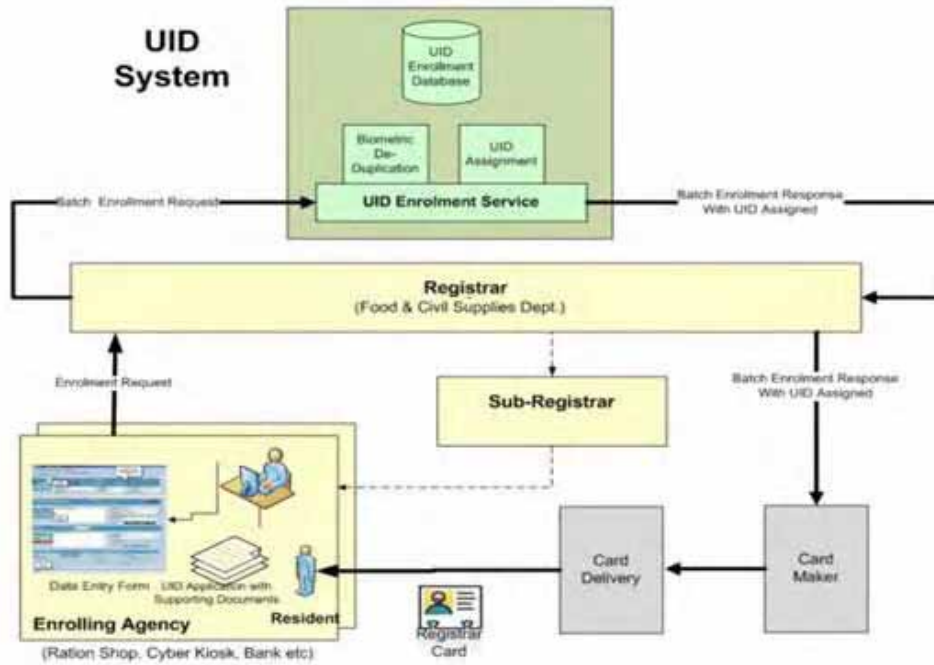 UID
System
UID
Enrollment
Database
Biometric
De-
Duplication
UID
Assignment
UID Enrolment Service
Batch Enrollment Request
Batch Enrolment Response
With UID Assigned
Registrar
(Food & Civil Supplies Dept.)
Enrolment Request
Sub-Registrar
Batch Enrolment Response
With UID Assigned
Data Entry Form
UID Application with
Supporting Documents
Resident
Enrolling Agency
(Ration Shop, Cyber Kiosk, Bank etc)
Registrar
Card
Card
Delivery
Card
Maker